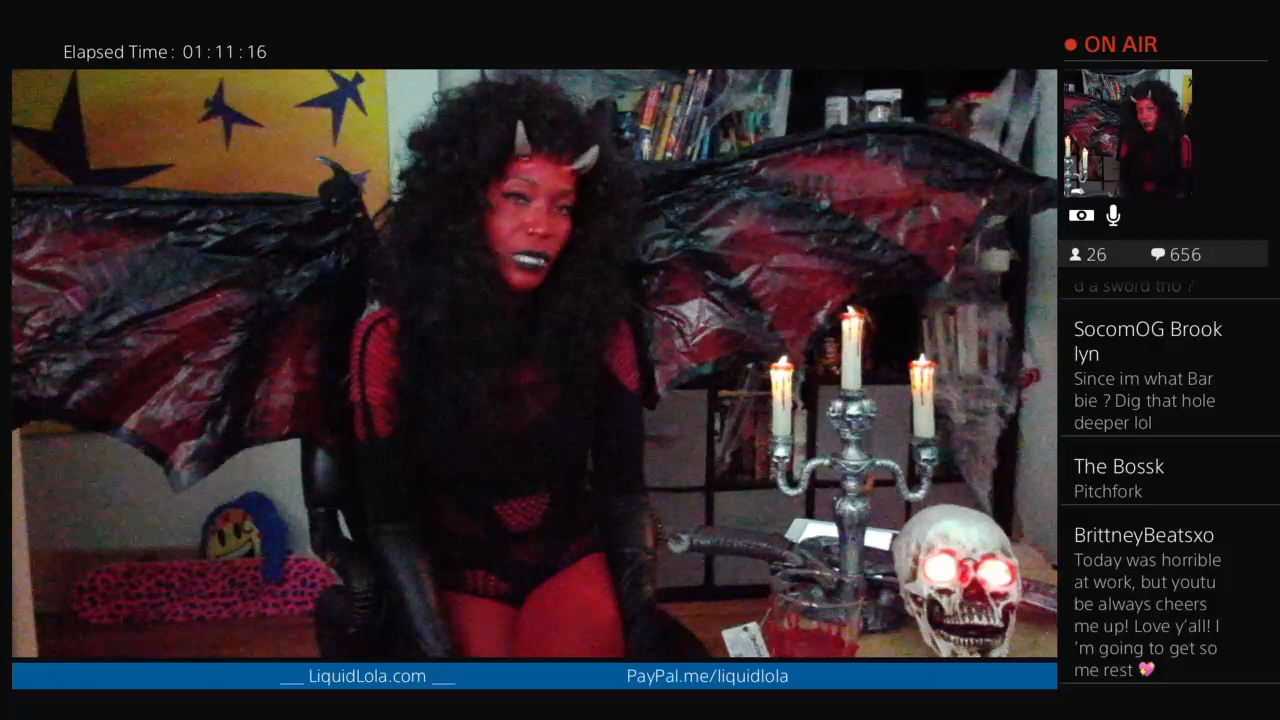 Elapsed Time: 01:11:16
ON AIR
26 656
d a sword tho ?
SocomOG Brook
lyn
Since im what Bar
bie ? Dig that hole
deeper lol
The Bossk
Pitchfork
BrittneyBeatsxo
Today was horrible
at work, but youtu
be always cheers
me up! Love y'all! I
'm going to get so
me rest 💖
___ LiquidLola.com ___ PayPal.me/liquidlola